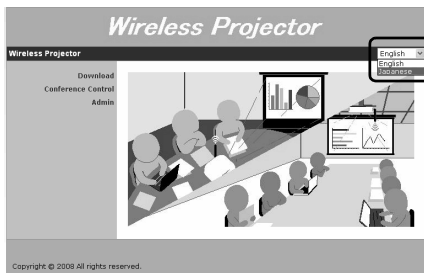 Wireless Projector
Wireless Projector
English
English
Japanese
Download
Conference Control
Admin
Copyright © 2008 All rights reserved.